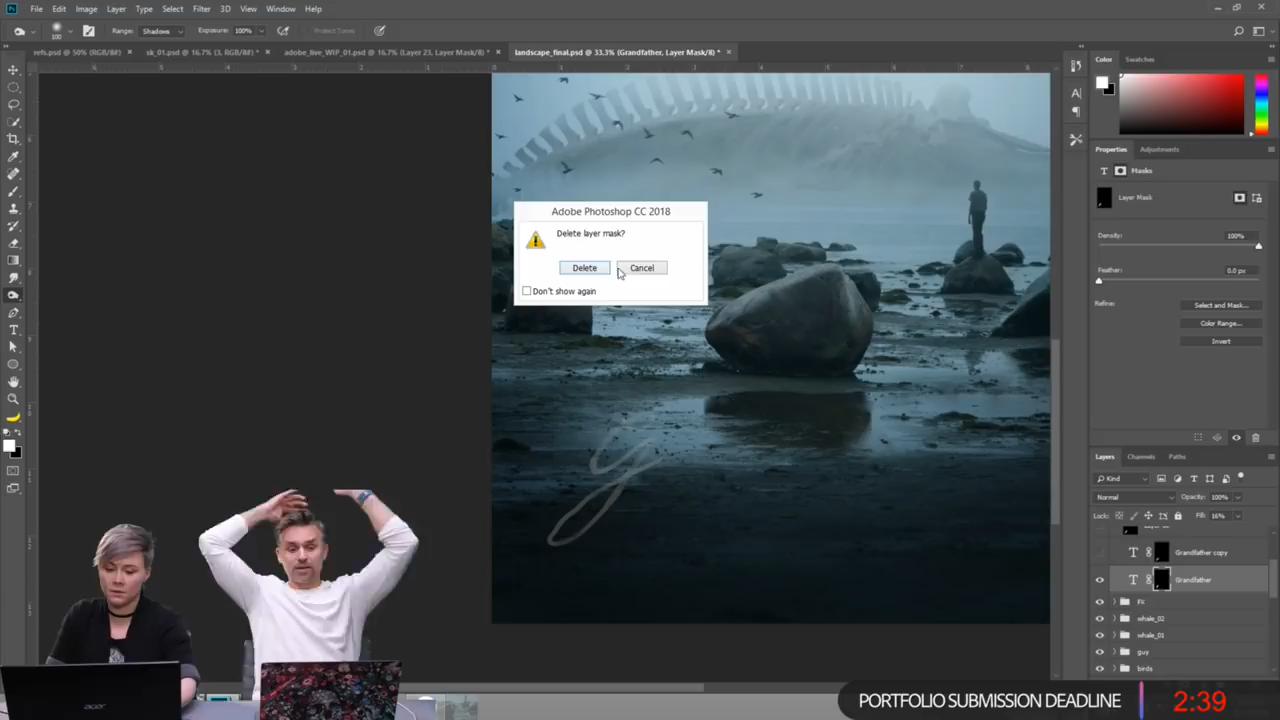 File Edit Image Layer Type Select Filter 3D View Window Help
100 Range: Shadows Exposure: 100% Protect Tones
refs.psd @ 50% (RGB/8#) × sk_01.psd @ 16.7% (3, RGB/8#) * × adobe_live_WIP_01.psd @ 16.7% (Layer 23, Layer Mask/8) * × landscape_final.psd @ 33.3% (Grandfather, Layer Mask/8) * ×
Color Swatches
Properties Adjustments
Masks
Layer Mask
Density: 100%
Feather: 0.0 px
Refine: Select and Mask...
Color Range...
Invert
Adobe Photoshop CC 2018
Delete layer mask?
Delete Cancel
Don't show again
Layers Channels Paths
Kind
Normal Opacity: 100%
Lock: Fill: 16%
Grandfather copy
Grandfather
FX
whale_02
whale_01
guy
birds
acer
PORTFOLIO SUBMISSION DEADLINE 2:39